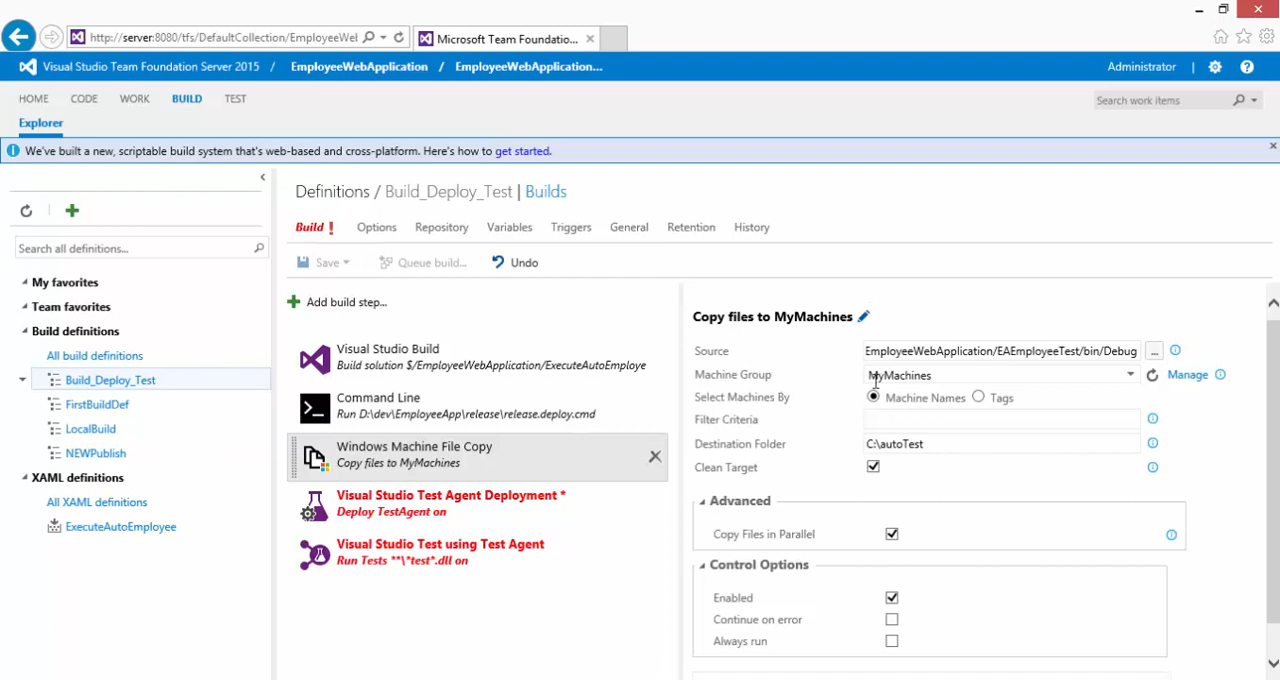 http://server:8080/tfs/DefaultCollection/EmployeeWel
Microsoft Team Foundatio...
Visual Studio Team Foundation Server 2015 / EmployeeWebApplication / EmployeeWebApplication...
Administrator
HOME CODE WORK BUILD TEST
Search work items
Explorer
We've built a new, scriptable build system that's web-based and cross-platform. Here's how to get started.
Search all definitions...
My favorites
Team favorites
Build definitions
All build definitions
Build_Deploy_Test
FirstBuildDef
LocalBuild
NEWPublish
XAML definitions
All XAML definitions
ExecuteAutoEmployee
Definitions / Build_Deploy_Test | Builds
Build ! Options Repository Variables Triggers General Retention History
Save Queue build... Undo
Add build step...
Visual Studio Build
Build solution $/EmployeeWebApplication/ExecuteAutoEmploye
Command Line
Run D:\dev\EmployeeApp\release\release.deploy.cmd
Windows Machine File Copy
Copy files to MyMachines
Visual Studio Test Agent Deployment *
Deploy TestAgent on
Visual Studio Test using Test Agent
Run Tests **\*test*.dll on
Copy files to MyMachines
Source EmployeeWebApplication/EAEmployeeTest/bin/Debug ...
Machine Group MyMachines Manage
Select Machines By Machine Names Tags
Filter Criteria
Destination Folder C:\autoTest
Clean Target
Advanced
Copy Files in Parallel
Control Options
Enabled
Continue on error
Always run